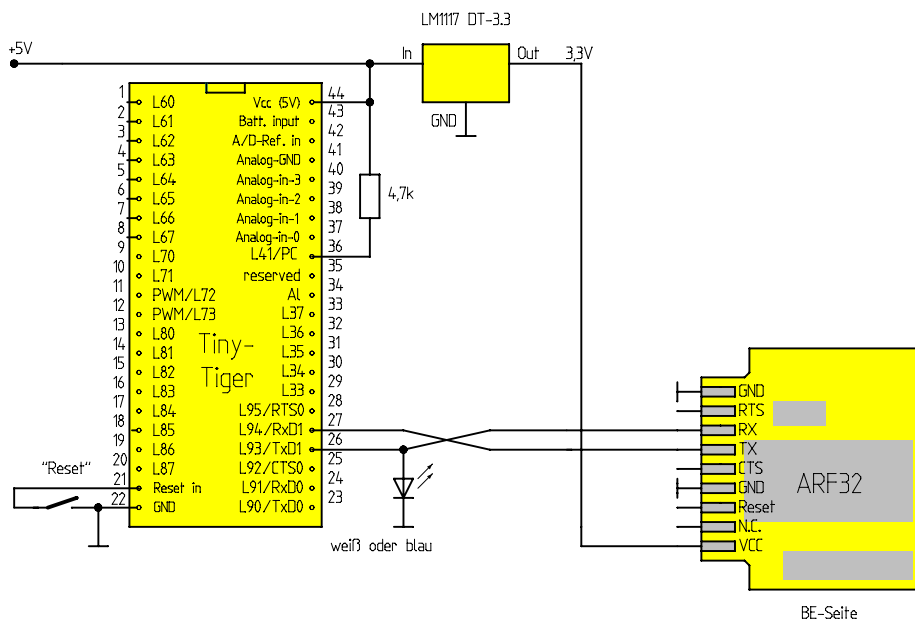 LM1117 DT-3.3
+5V
In
Out
3,3V
GND
4,7k
1 L60
2 L61
3 L62
4 L63
5 L64
6 L65
7 L66
8 L67
9 L70
10 L71
11 PWM/L72
12 PWM/L73
13 L80
14 L81
15 L82
16 L83
17 L84
18 L85
19 L86
20 L87
21 Reset in
22 GND
Vcc (5V) 44
Batt. input 43
A/D-Ref. in 42
Analog-GND 41
Analog-in-3 40
Analog-in-2 39
Analog-in-1 38
Analog-in-0 37
L41/PC 36
reserved 35
Al 34
L37 33
L36 32
L35 31
L34 30
L33 29
L95/RTS0 28
L94/RxD1 27
L93/TxD1 26
L92/CTS0 25
L91/RxD0 24
L90/TxD0 23
Tiny-
Tiger
"Reset"
weiß oder blau
GND
RTS
RX
TX
CTS
GND
Reset
N.C.
VCC
ARF32
BE-Seite